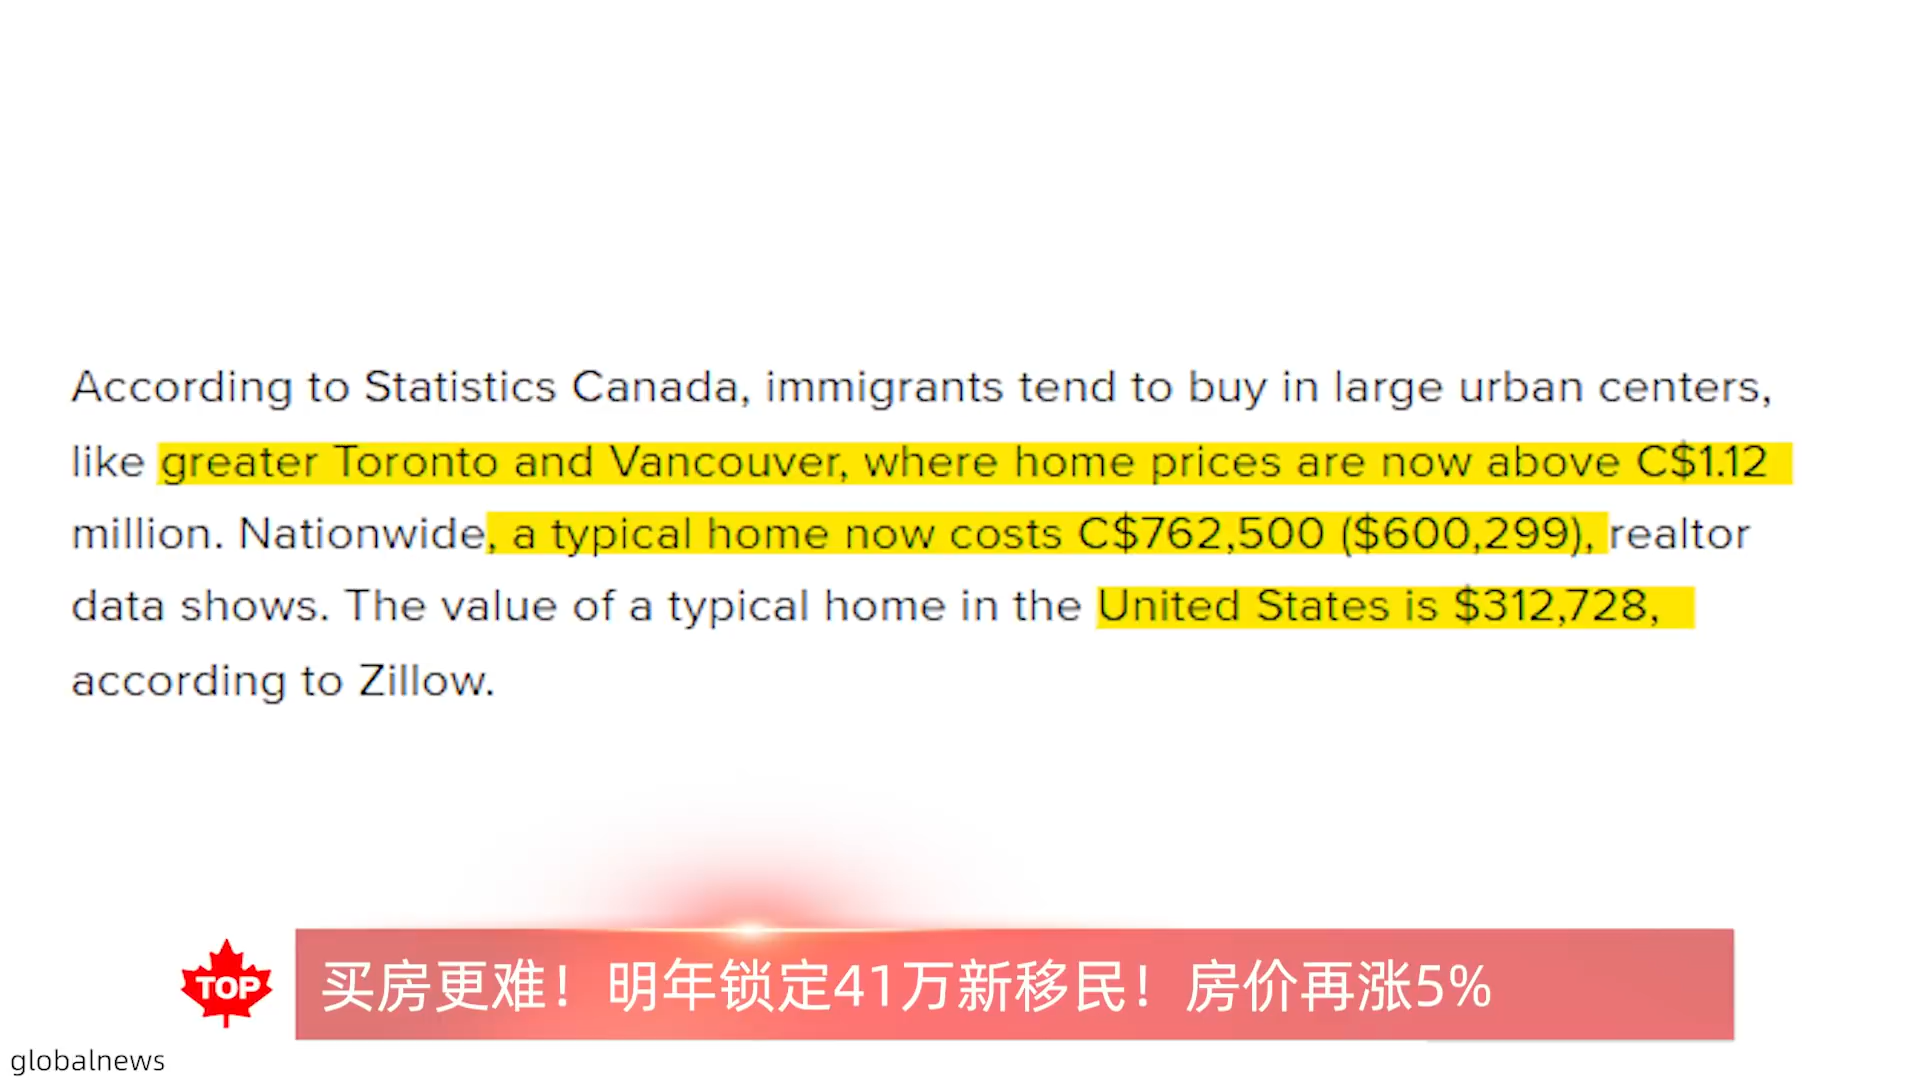 According to Statistics Canada, immigrants tend to buy in large urban centers,
like greater Toronto and Vancouver, where home prices are now above C$1.12
million. Nationwide, a typical home now costs C$762,500 ($600,299), realtor
data shows. The value of a typical home in the United States is $312,728,
according to Zillow.
TOP
买房更难！明年锁定41万新移民！房价再涨5%
globalnews